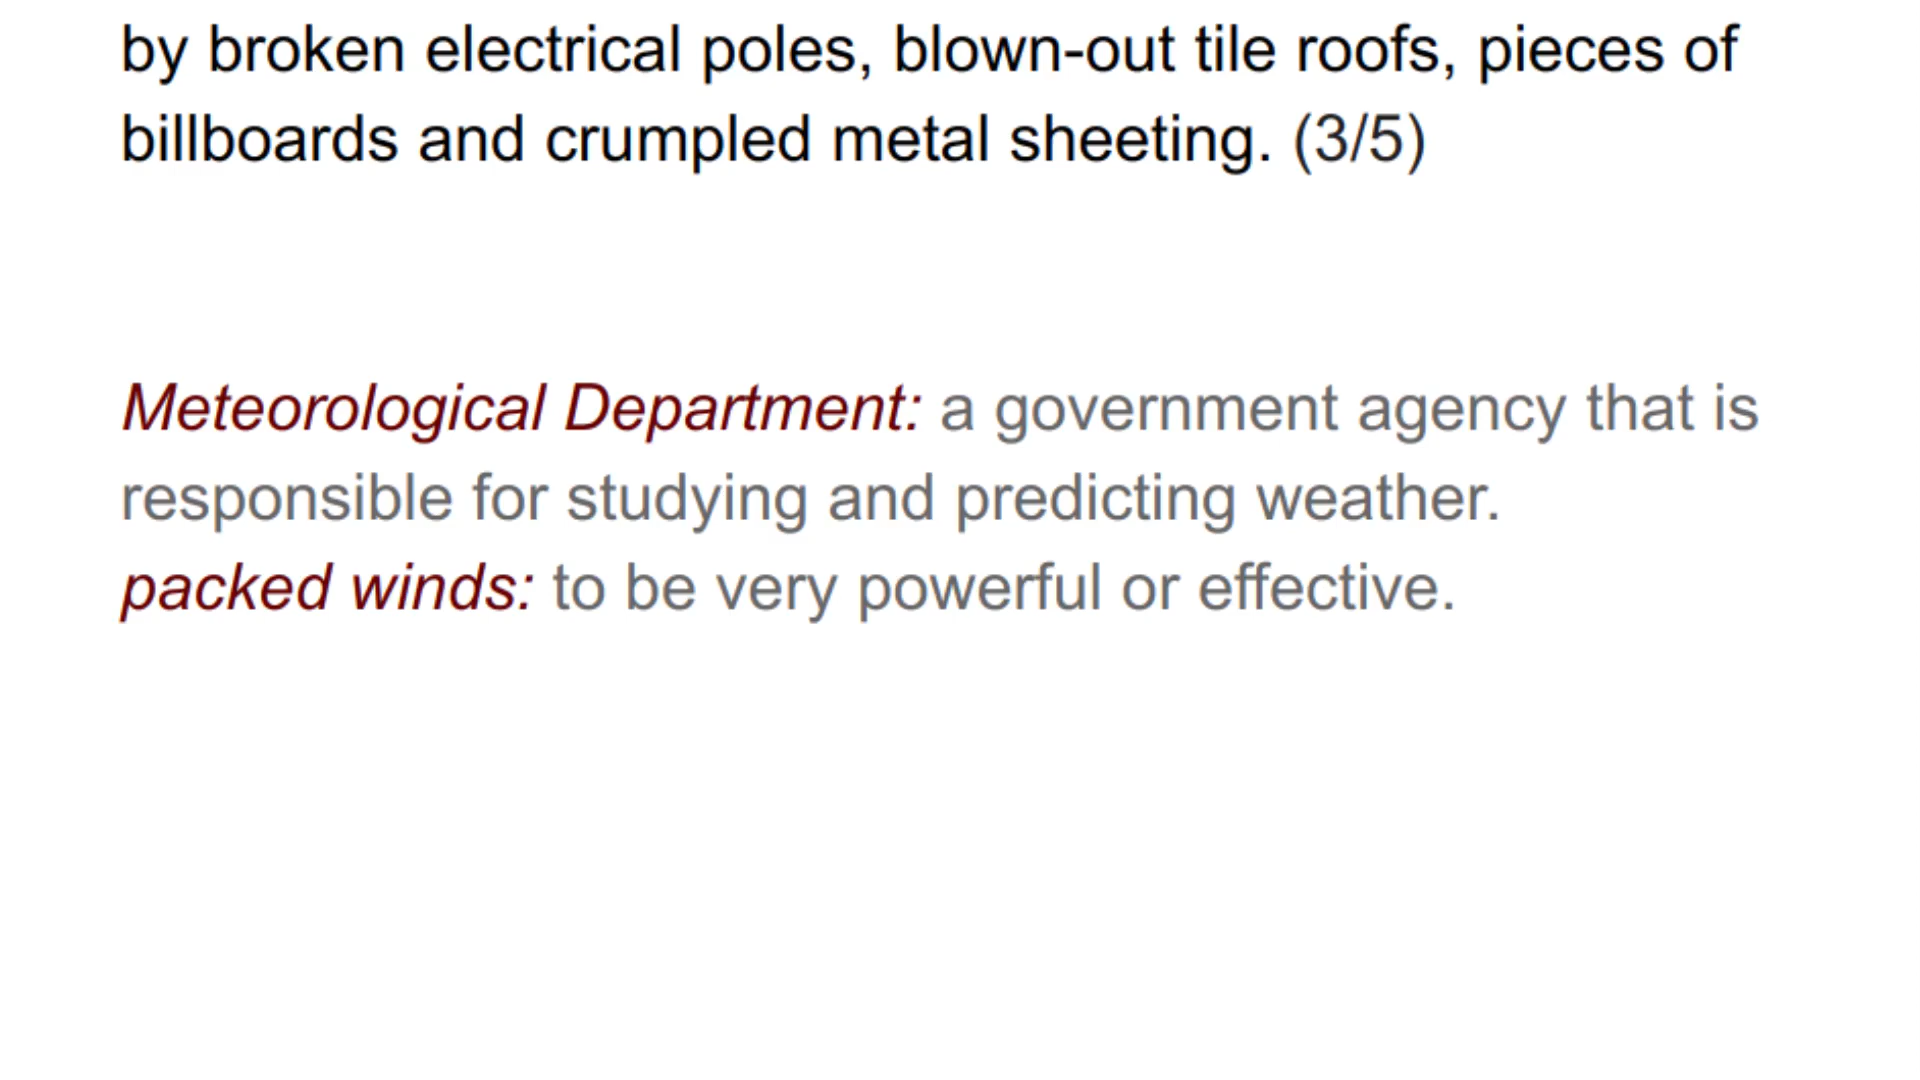 by broken electrical poles, blown-out tile roofs, pieces of
billboards and crumpled metal sheeting. (3/5)
Meteorological Department: a government agency that is
responsible for studying and predicting weather.
packed winds: to be very powerful or effective.